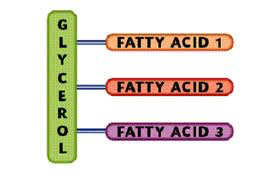 GLYCEROL
FATTY ACID 1
FATTY ACID 2
FATTY ACID 3